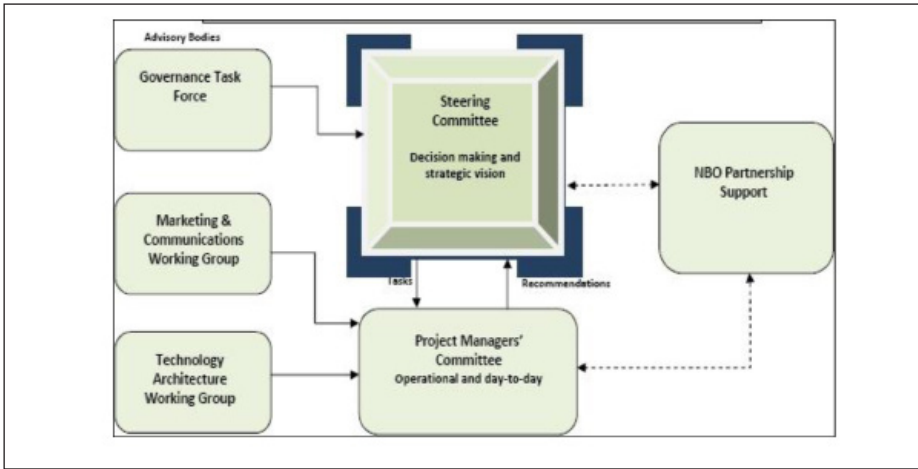 Advisory Bodies
Governance Task
Force
Steering
Committee
Decision making and
strategic vision
NBO Partnership
Support
Marketing &
Communications
Working Group
Tasks
Recommendations
Project Managers'
Committee
Operational and day-to-day
Technology
Architecture
Working Group